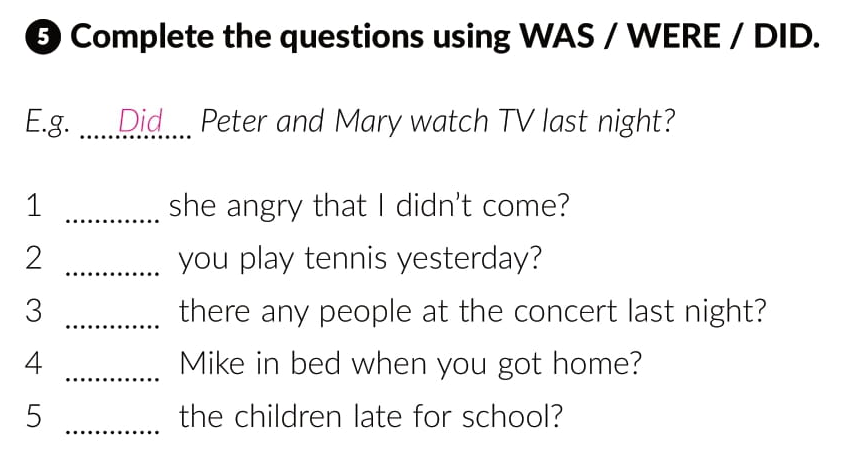 5 Complete the questions using WAS / WERE / DID.
E.g. .....Did..... Peter and Mary watch TV last night?
1 ............. she angry that I didn't come?
2 ............. you play tennis yesterday?
3 ............. there any people at the concert last night?
4 ............. Mike in bed when you got home?
5 ............. the children late for school?